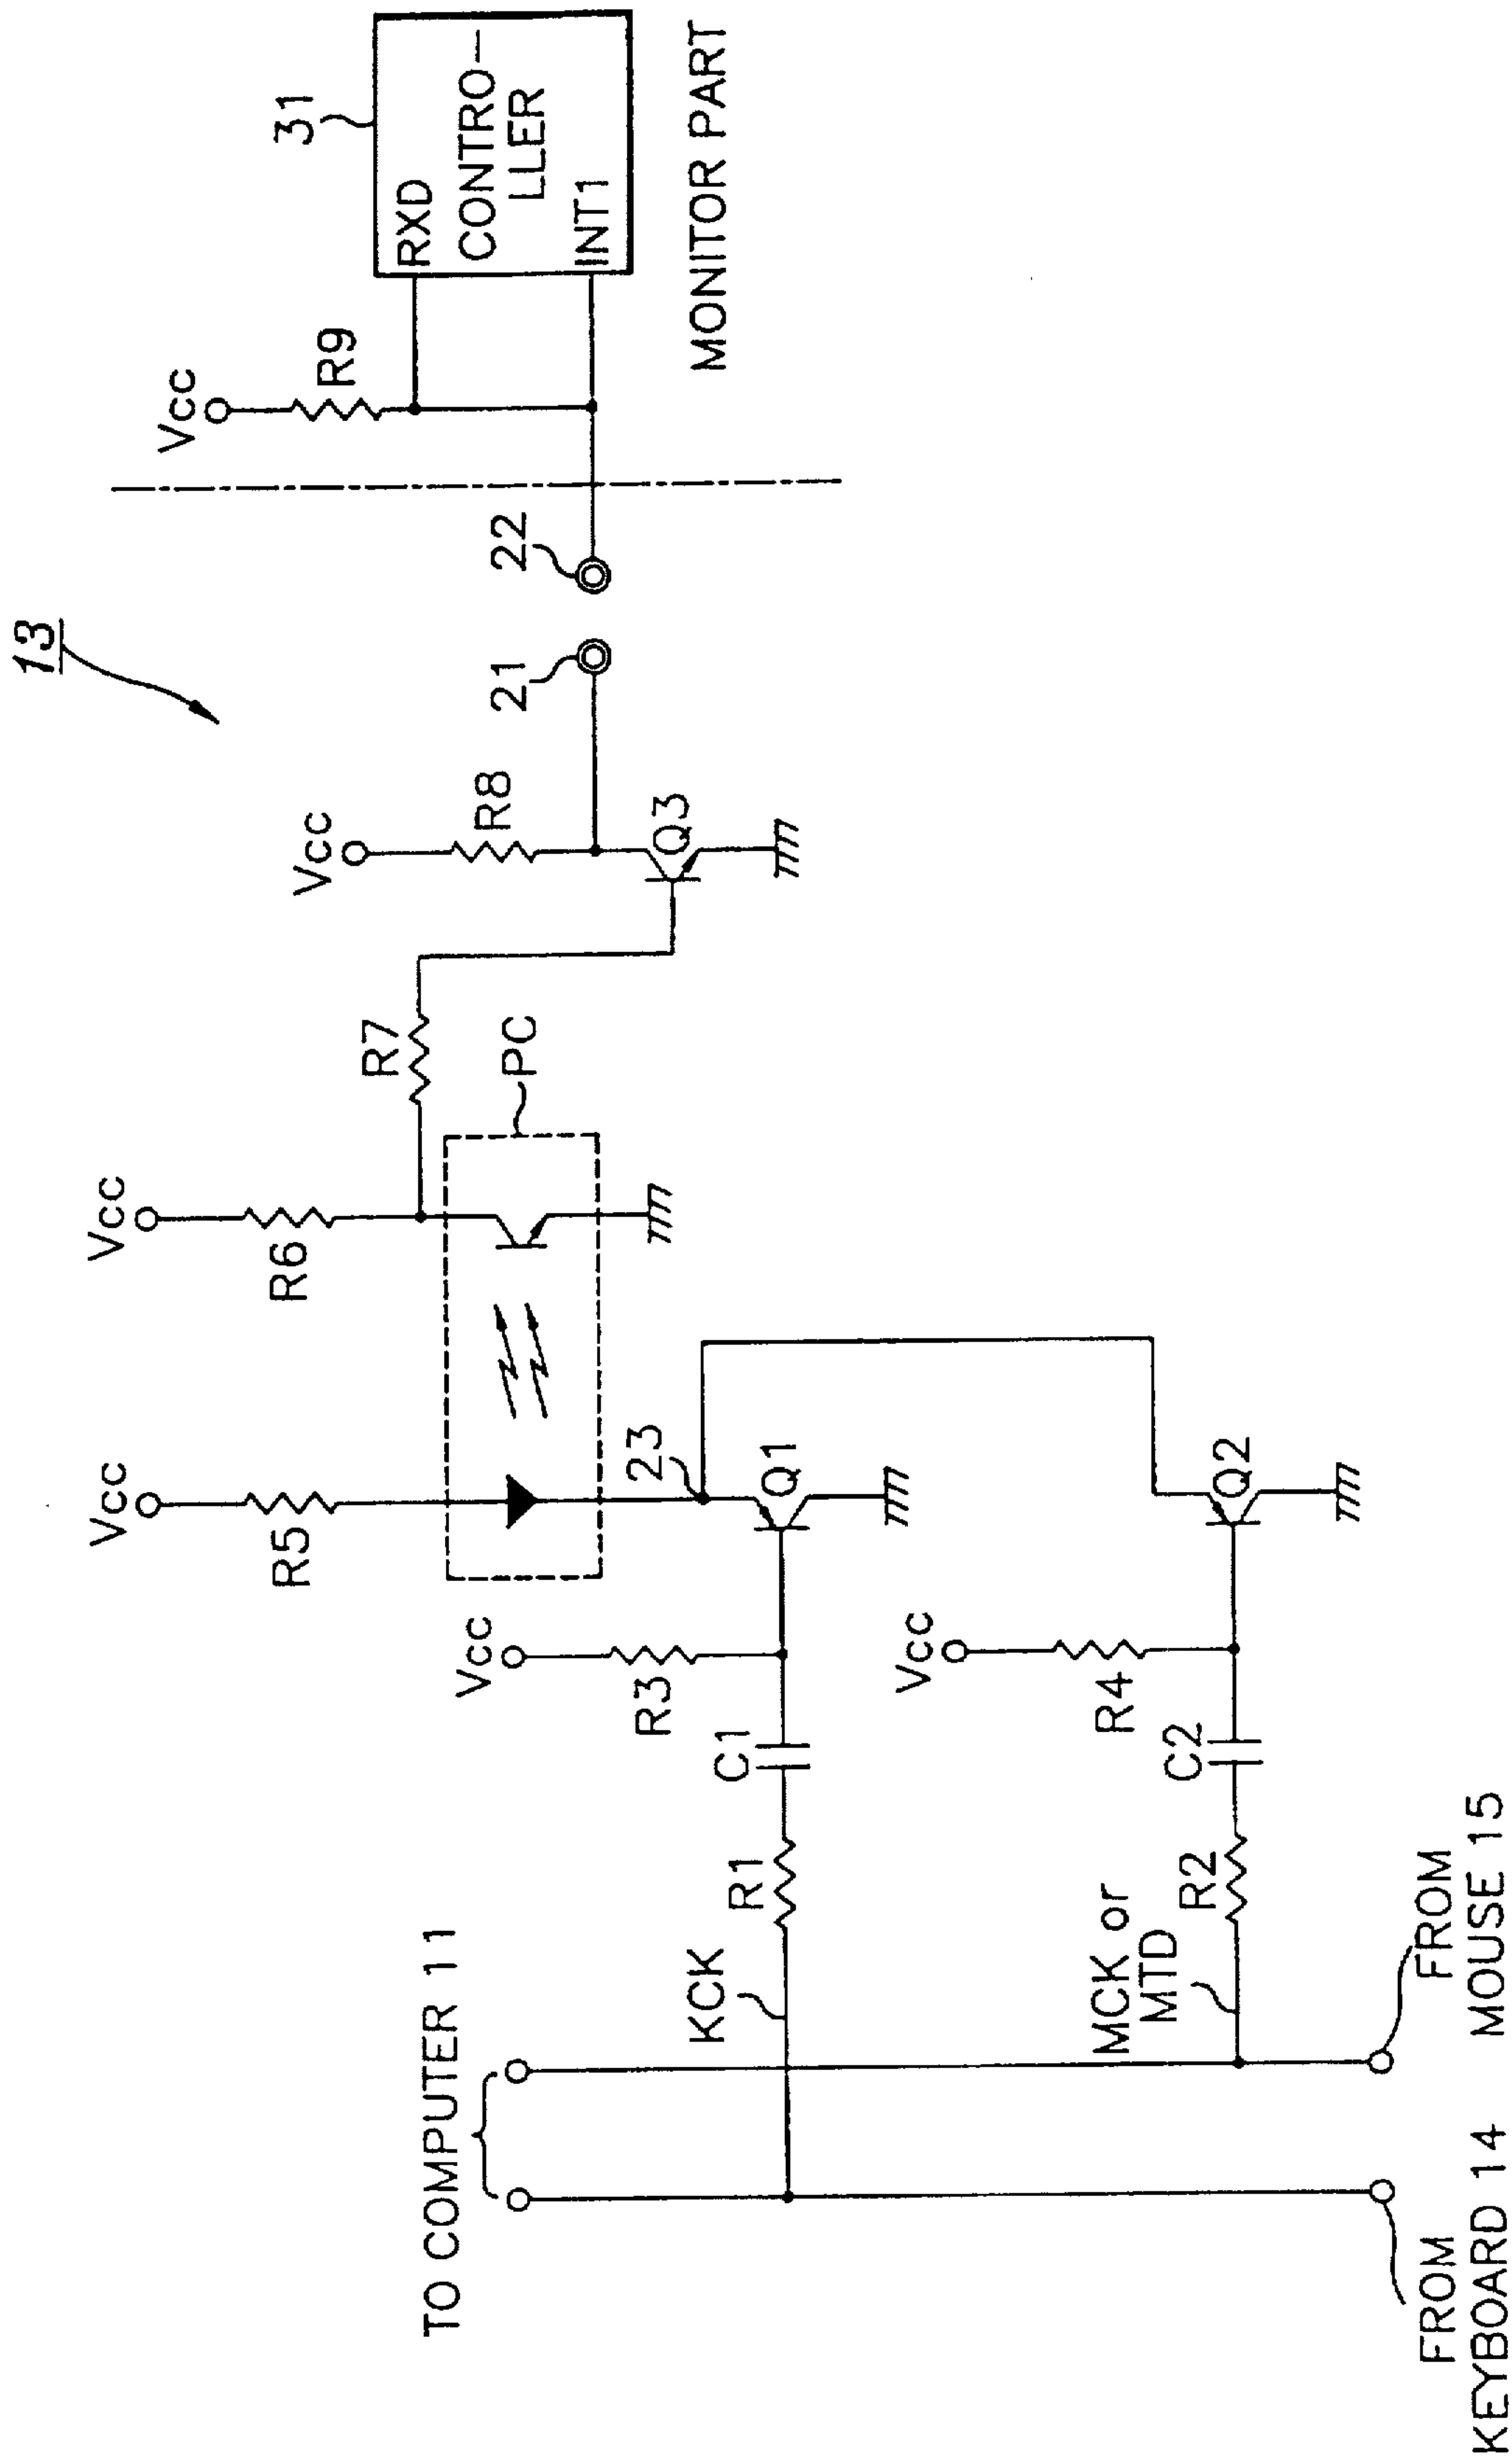 13
TO COMPUTER 11
KCK
R1
C1
Vcc
R3
Q1
23
Vcc
R5
Vcc
R6
PC
R7
Vcc
R8
Q3
21
22
Vcc
R9
31
RXD
CONTRO-
LLER
INT1
MONITOR PART
MCK or
MTD
R2
C2
Vcc
R4
Q2
FROM
KEYBOARD 14
FROM
MOUSE 15